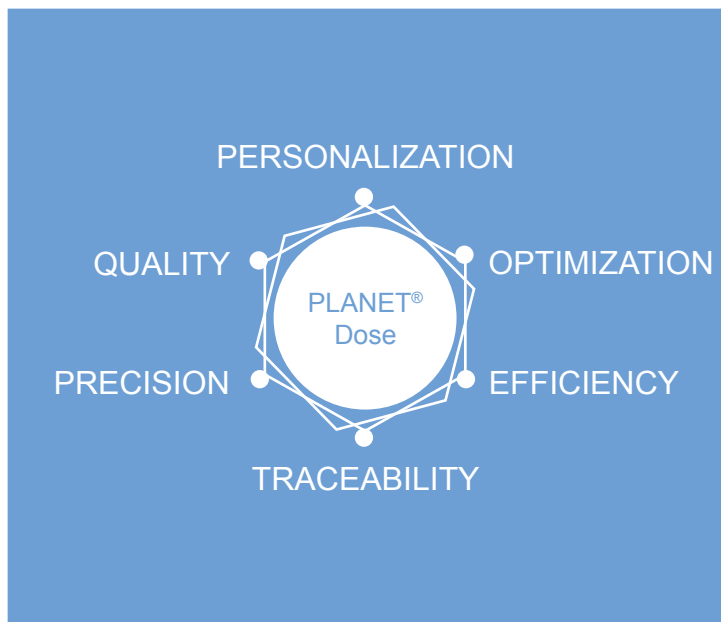 PERSONALIZATION
QUALITY
OPTIMIZATION
PLANET®
Dose
PRECISION
EFFICIENCY
TRACEABILITY